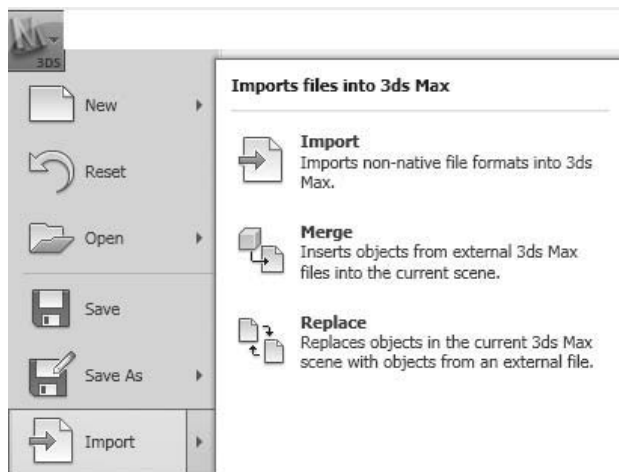 3DS
New
Reset
Open
Save
Save As
Import
Imports files into 3ds Max
Import
Imports non-native file formats into 3ds
Max.
Merge
Inserts objects from external 3ds Max
files into the current scene.
Replace
Replaces objects in the current 3ds Max
scene with objects from an external file.